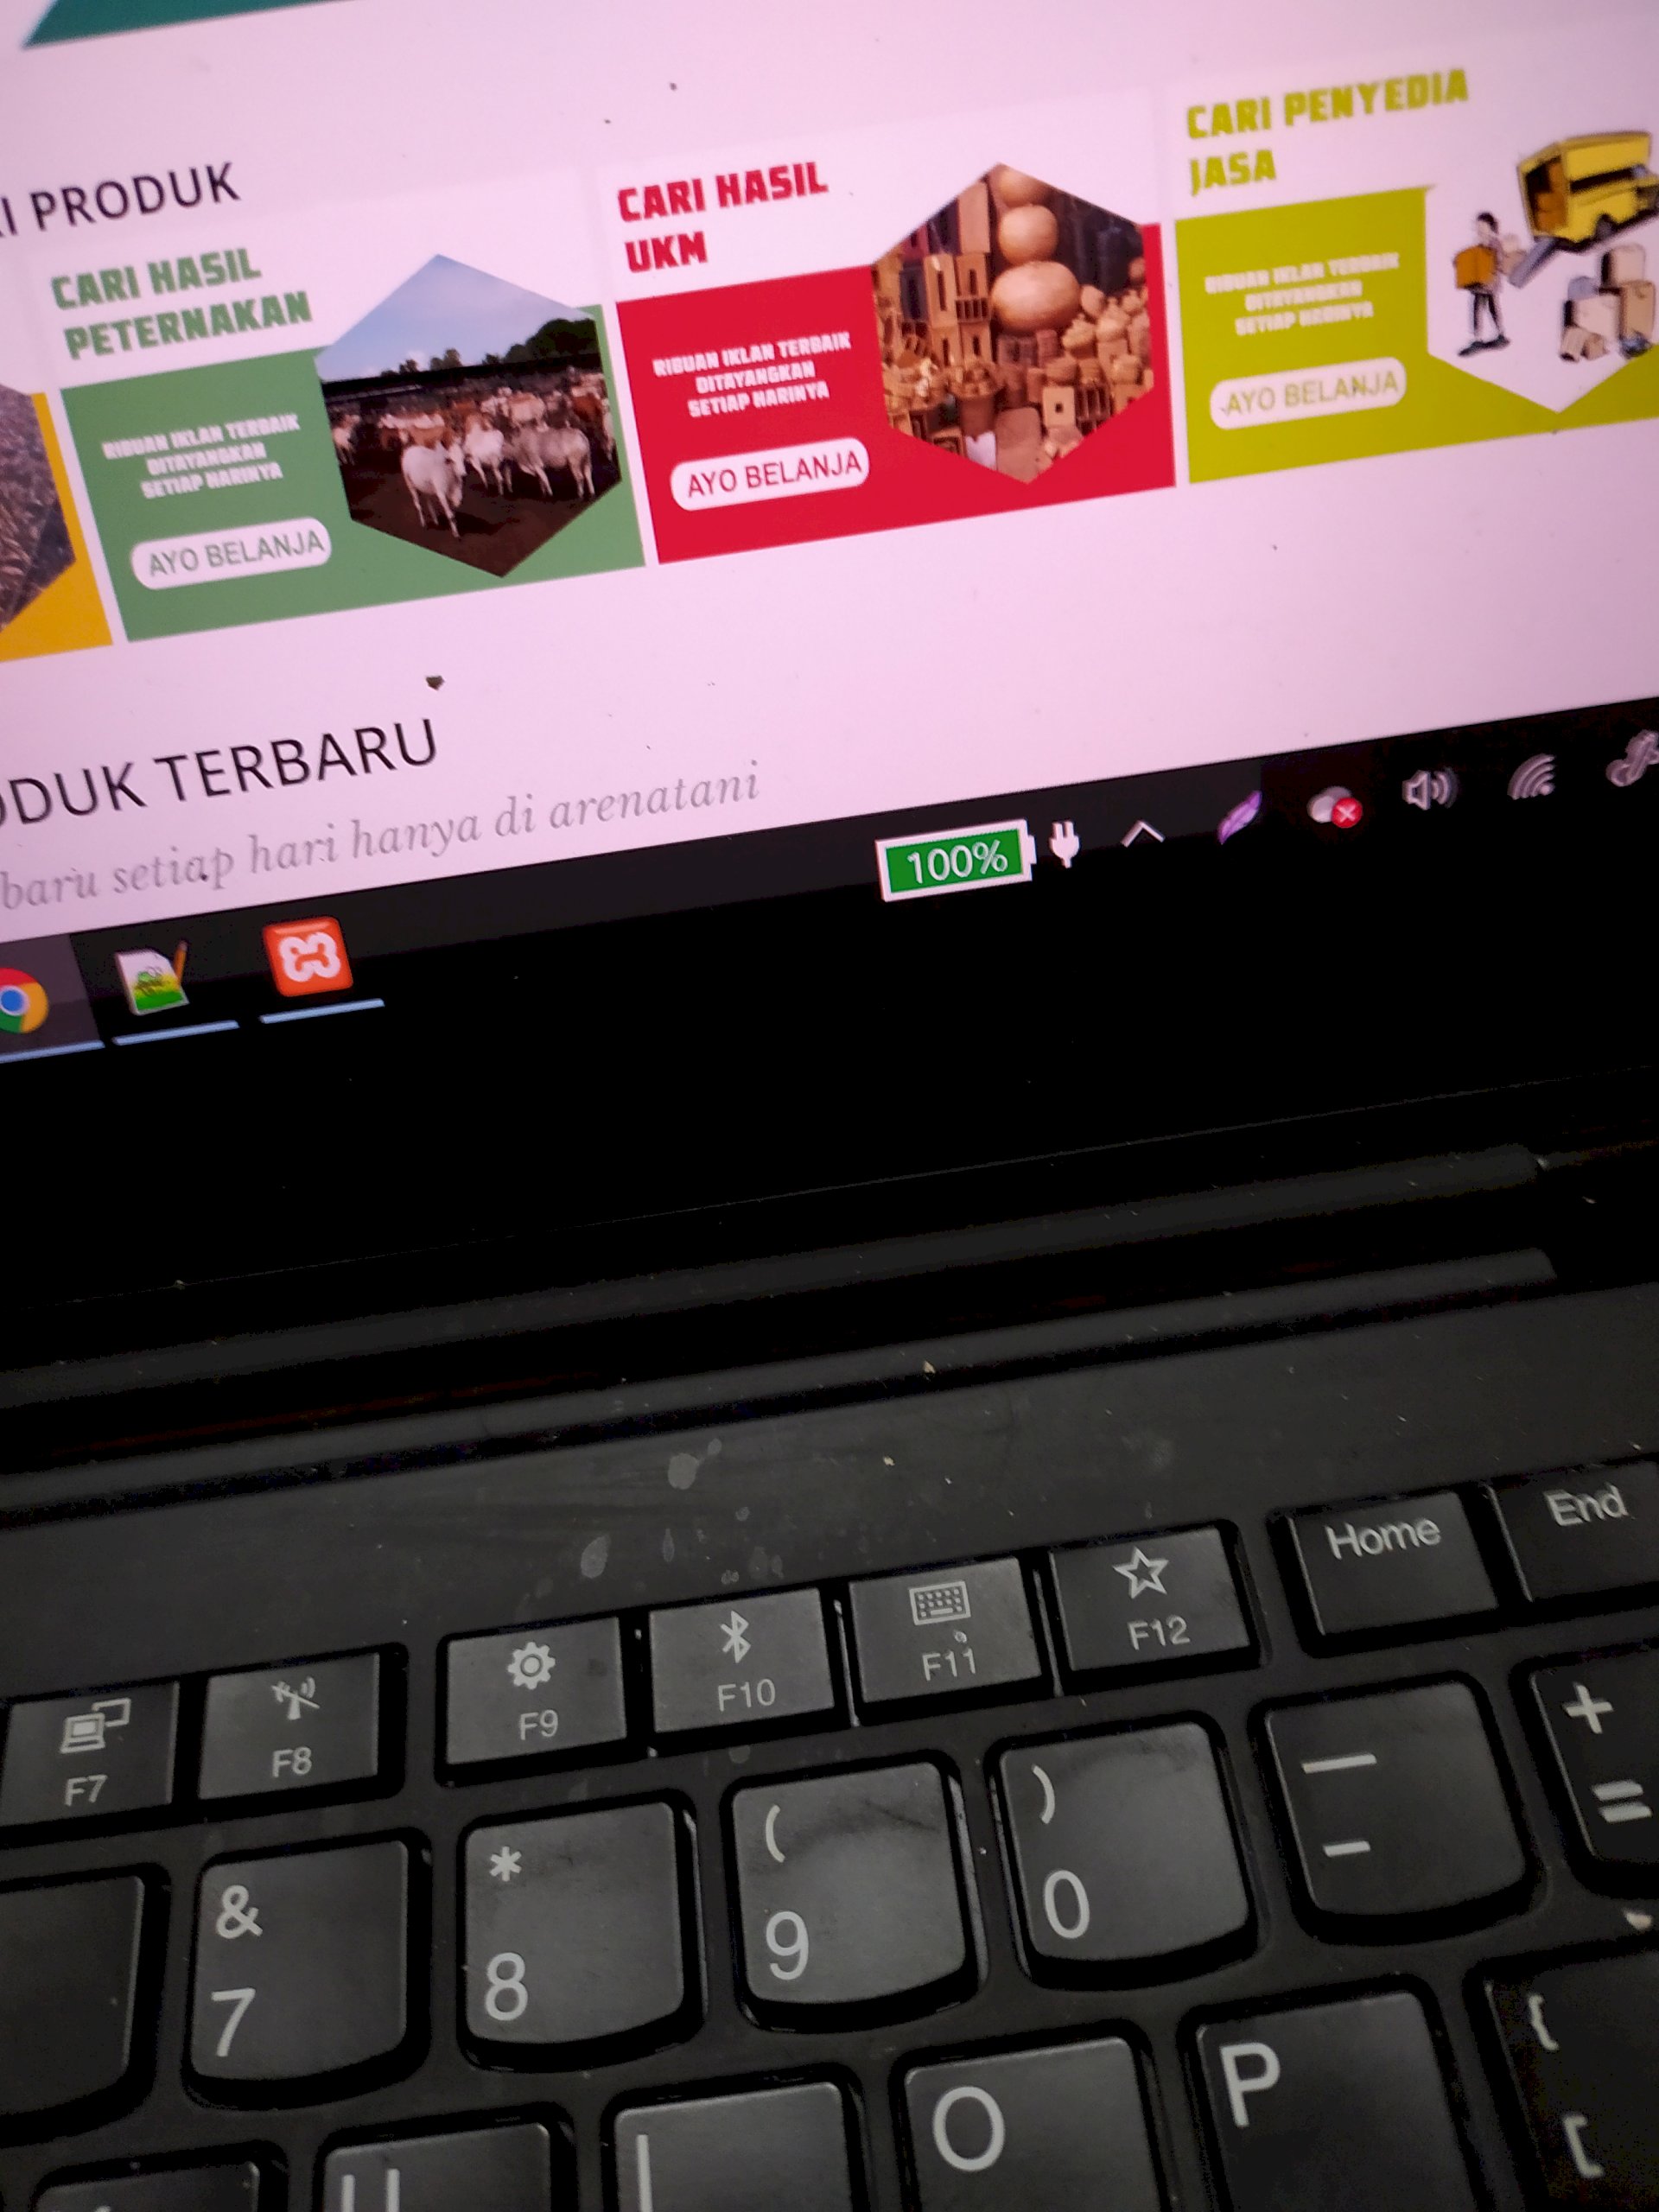 I PRODUK
CARI HASIL
PETERNAKAN
RIBUAN IKLAN TERBAIK
DITAYANGKAN
SETIAP HARINYA
AYO BELANJA
CARI HASIL
UKM
RIBUAN IKLAN TERBAIK
DITAYANGKAN
SETIAP HARINYA
AYO BELANJA
CARI PENYEDIA
JASA
RIBUAN IKLAN TERBAIK
DITAYANGKAN
SETIAP HARINYA
AYO BELANJA
ODUK TERBARU
baru setiap hari hanya di arenatani
100%
Home
End
F7
F8
F9
F10
F11
F12
& 7
* 8
( 9
) 0
— -
+ =
U
I
O
P
{ [